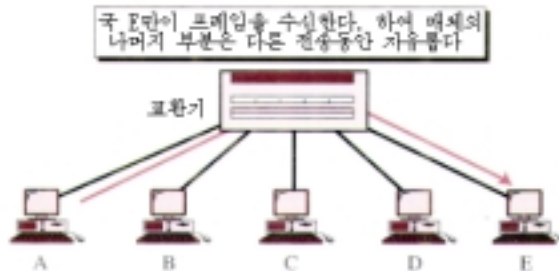 국 E만이 프레임을 수신한다, 하여 매체의
나머지 부분은 다른 전송동안 자유롭다
교환기
A B C D E